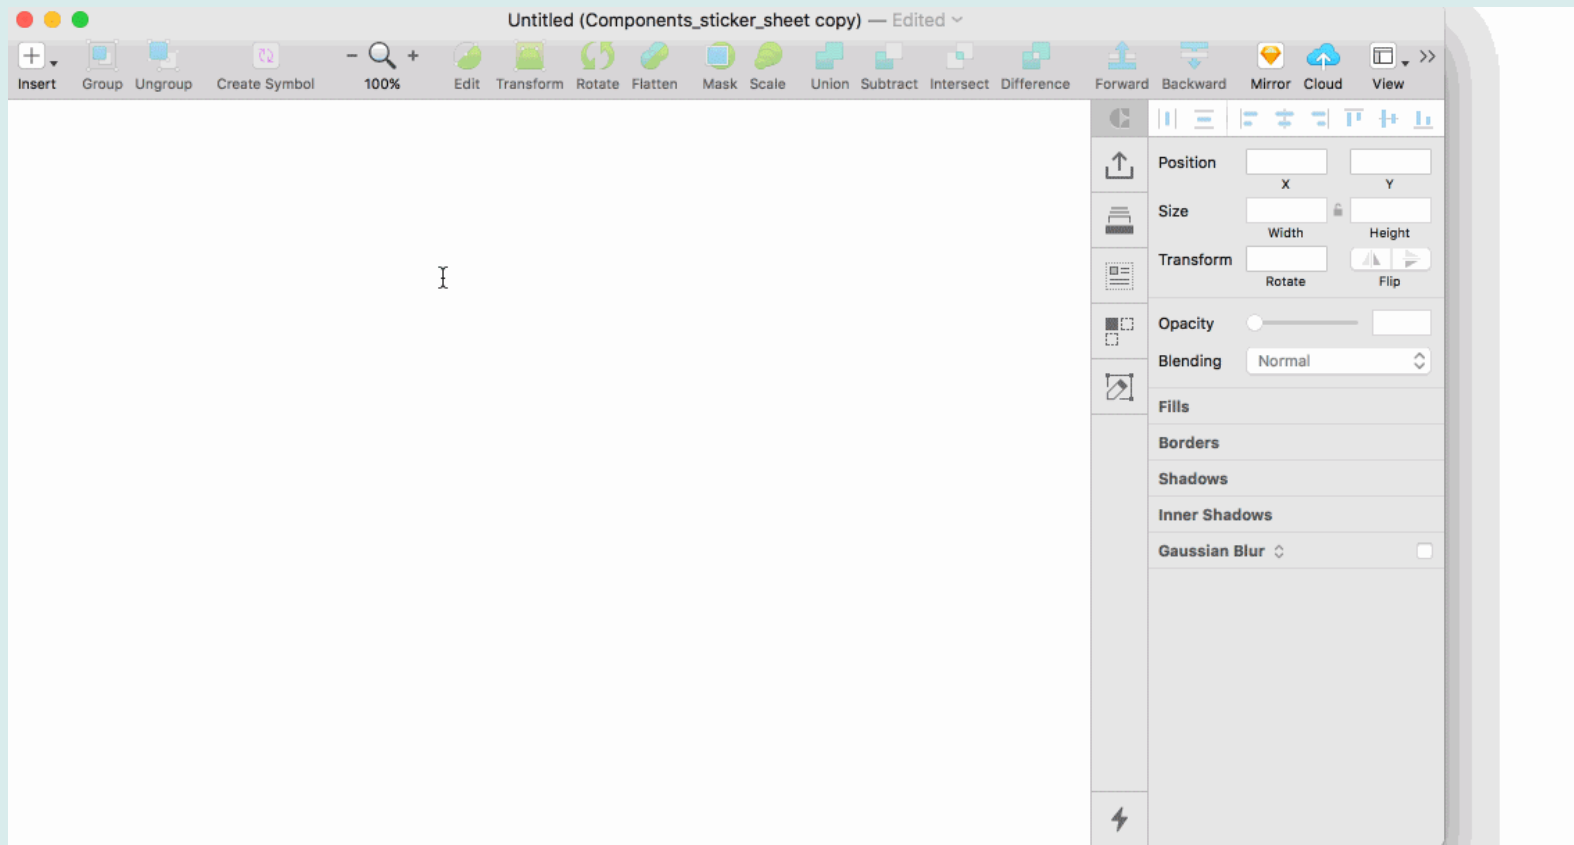 Untitled (Components_sticker_sheet copy) — Edited
Insert Group Ungroup Create Symbol 100% Edit Transform Rotate Flatten Mask Scale Union Subtract Intersect Difference Forward Backward Mirror Cloud View
Position
X Y
Size
Width Height
Transform
Rotate Flip
Opacity
Blending Normal
Fills
Borders
Shadows
Inner Shadows
Gaussian Blur